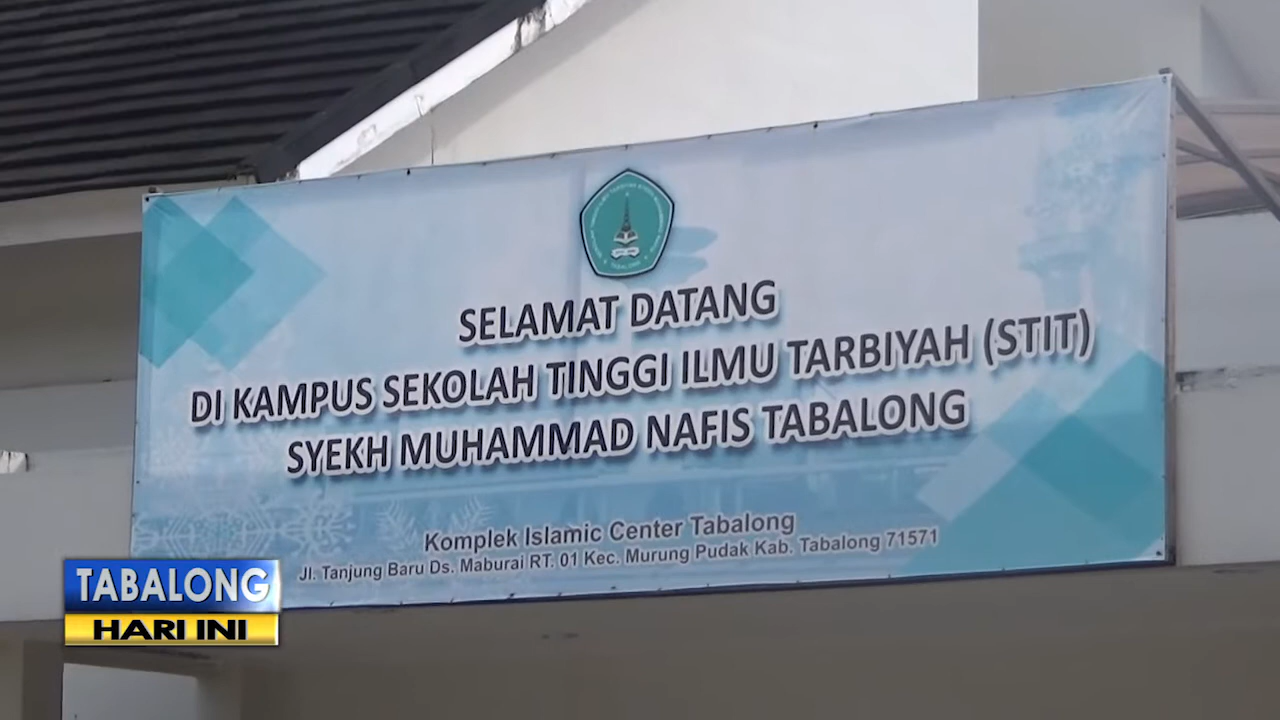 SELAMAT DATANG
DI KAMPUS SEKOLAH TINGGI ILMU TARBIYAH (STIT)
SYEKH MUHAMMAD NAFIS TABALONG
Komplek Islamic Center Tabalong
Jl. Tanjung Baru Ds. Maburai RT. 01 Kec. Murung Pudak Kab. Tabalong 71571
TABALONG
HARI INI